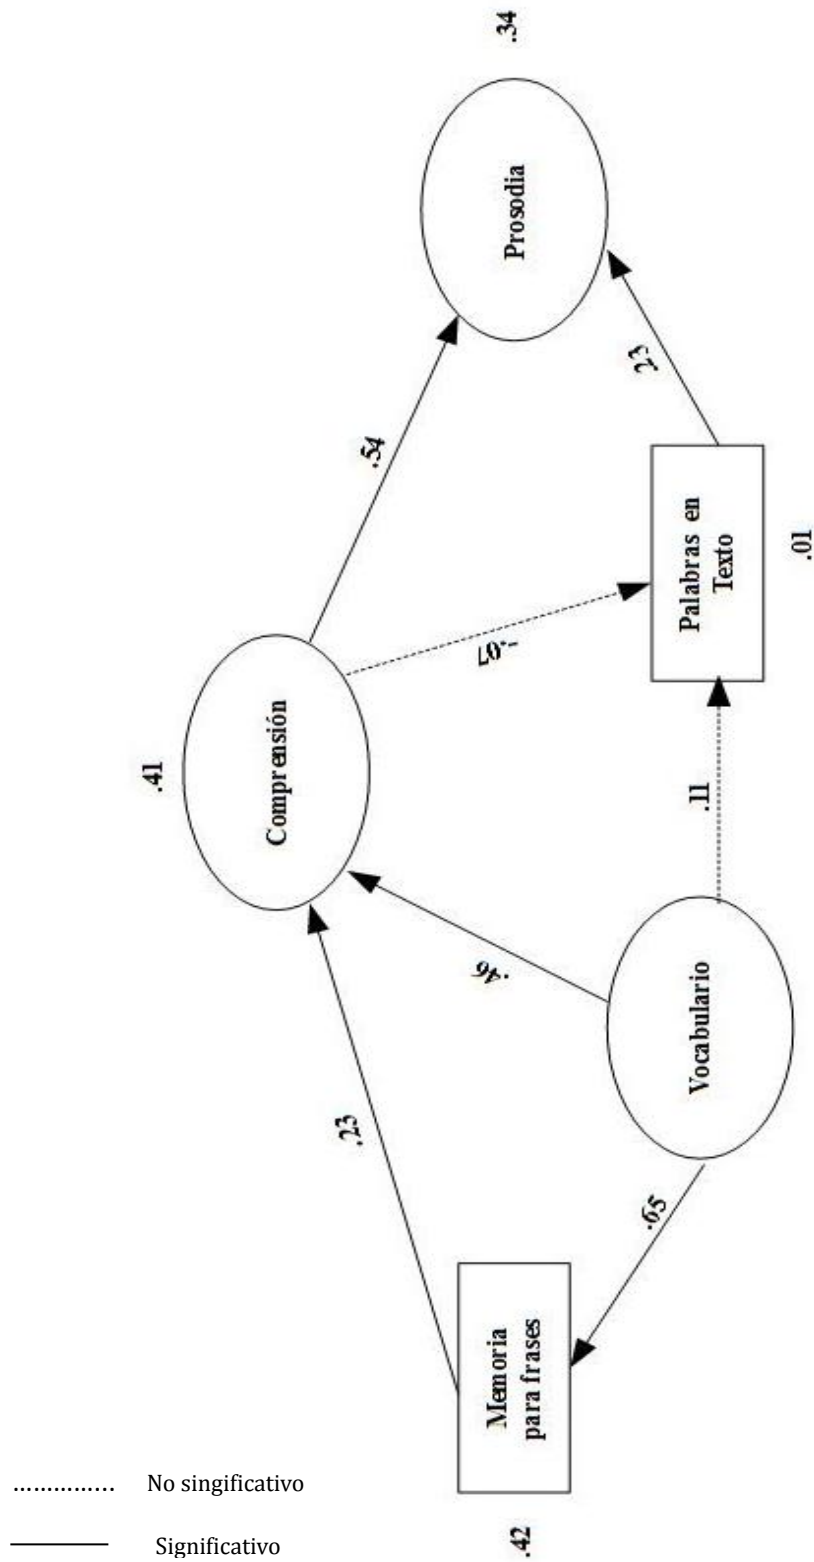 .34
Prosodia
.54
.23
.41
Comprensión
-.07
Palabras en
Texto
.01
.46
.11
.23
Vocabulario
.65
Memoria
para frases
.42
............... No singificativo
Significativo